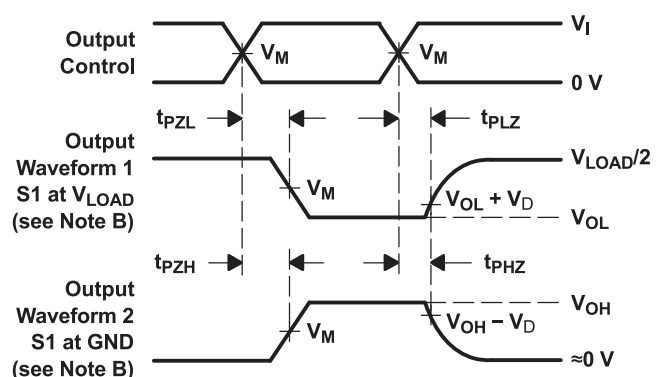 Output
Control
V_M
V_M
V_I
0 V
t_PZL
t_PLZ
Output
Waveform 1
S1 at V_LOAD
(see Note B)
V_M
V_LOAD/2
V_OL + V_D
V_OL
t_PZH
t_PHZ
Output
Waveform 2
S1 at GND
(see Note B)
V_M
V_OH
V_OH − V_D
≈0 V